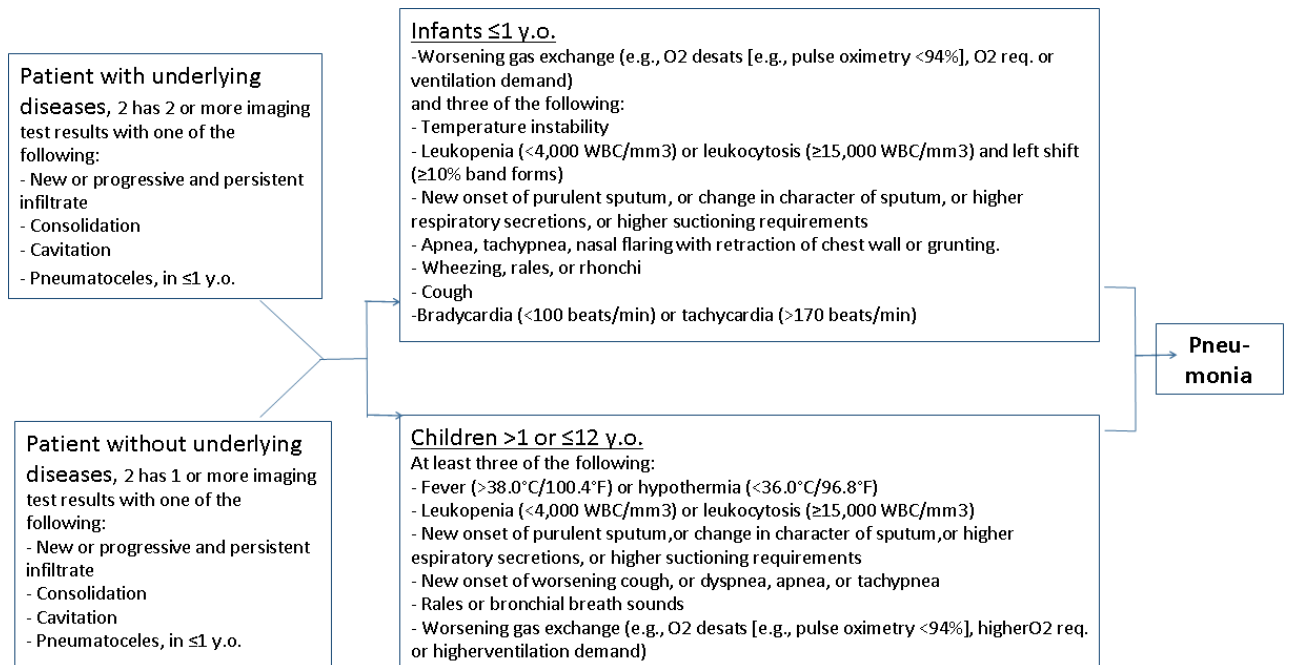 Patient with underlying
diseases, 2 has 2 or more imaging
test results with one of the
following:
- New or progressive and persistent
infiltrate
- Consolidation
- Cavitation
- Pneumatoceles, in ≤1 y.o.
Patient without underlying
diseases, 2 has 1 or more imaging
test results with one of the
following:
- New or progressive and persistent
infiltrate
- Consolidation
- Cavitation
- Pneumatoceles, in ≤1 y.o.
Infants ≤1 y.o.
-Worsening gas exchange (e.g., O2 desats [e.g., pulse oximetry <94%], O2 req. or
ventilation demand)
and three of the following:
- Temperature instability
- Leukopenia (<4,000 WBC/mm3) or leukocytosis (≥15,000 WBC/mm3) and left shift
(≥10% band forms)
- New onset of purulent sputum, or change in character of sputum, or higher
respiratory secretions, or higher suctioning requirements
- Apnea, tachypnea, nasal flaring with retraction of chest wall or grunting.
- Wheezing, rales, or rhonchi
- Cough
-Bradycardia (<100 beats/min) or tachycardia (>170 beats/min)
Children >1 or ≤12 y.o.
At least three of the following:
- Fever (>38.0°C/100.4°F) or hypothermia (<36.0°C/96.8°F)
- Leukopenia (<4,000 WBC/mm3) or leukocytosis (≥15,000 WBC/mm3)
- New onset of purulent sputum,or change in character of sputum,or higher
espiratory secretions, or higher suctioning requirements
- New onset of worsening cough, or dyspnea, apnea, or tachypnea
- Rales or bronchial breath sounds
- Worsening gas exchange (e.g., O2 desats [e.g., pulse oximetry <94%], higherO2 req.
or higherventilation demand)
Pneu-
monia